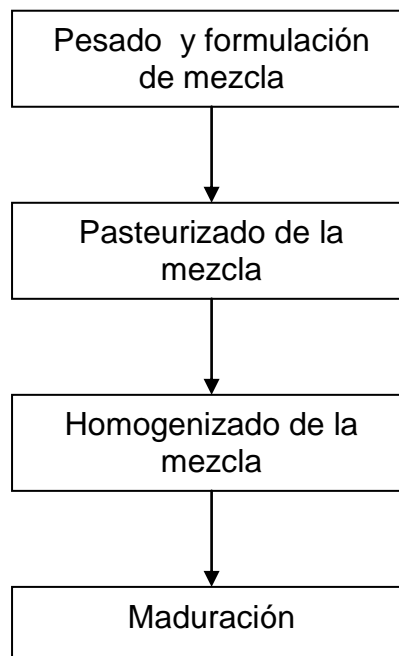 Pesado y formulación
de mezcla
Pasteurizado de la
mezcla
Homogenizado de la
mezcla
Maduración